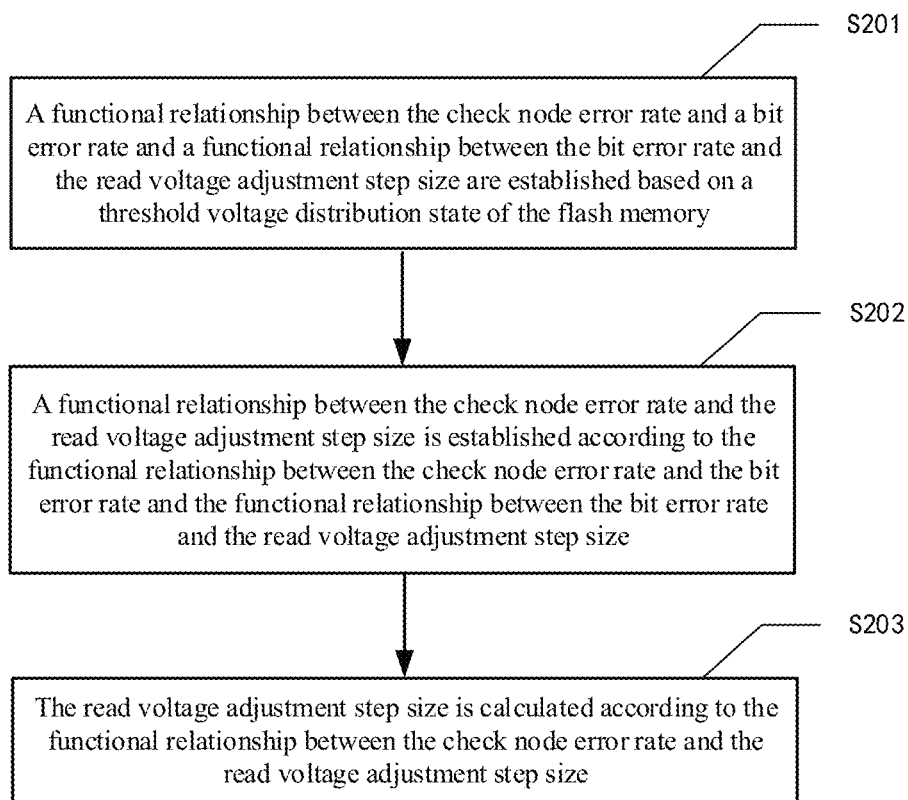 S201
A functional relationship between the check node error rate and a bit
error rate and a functional relationship between the bit error rate and
the read voltage adjustment step size are established based on a
threshold voltage distribution state of the flash memory
S202
A functional relationship between the check node error rate and the
read voltage adjustment step size is established according to the
functional relationship between the check node error rate and the bit
error rate and the functional relationship between the bit error rate
and the read voltage adjustment step size
S203
The read voltage adjustment step size is calculated according to the
functional relationship between the check node error rate and the
read voltage adjustment step size